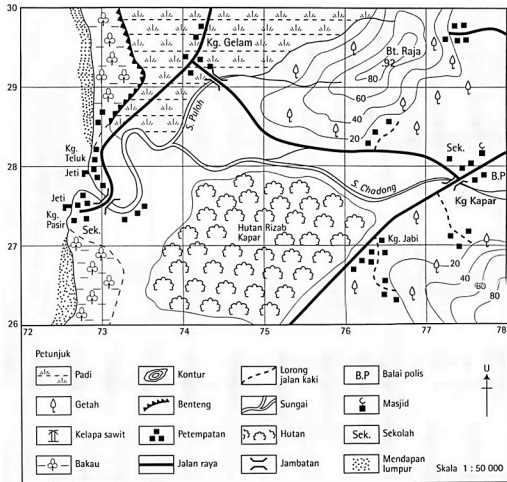 30
29
28
27
26
72
73
74
75
76
77
78
Kg. Gelam
Bt. Raja
.92
80
60
40
20
S. Putoh
Kg.
Teluk
Jeti
Jeti
Kg.
Pasir
Sek.
S. Chadong
Sek.
B.P
Kg Kapar
Hutan Rizab
Kapar
Kg. Jabi
20
40
60
80
Petunjuk
Padi
Kontur
Lorong
jalan kaki
B.P
Balai polis
U
Getah
Benteng
Sungai
Masjid
Kelapa sawit
Petempatan
Hutan
Sek.
Sekolah
Bakau
Jalan raya
Jambatan
Mendapan
lumpur
Skala 1 : 50 000